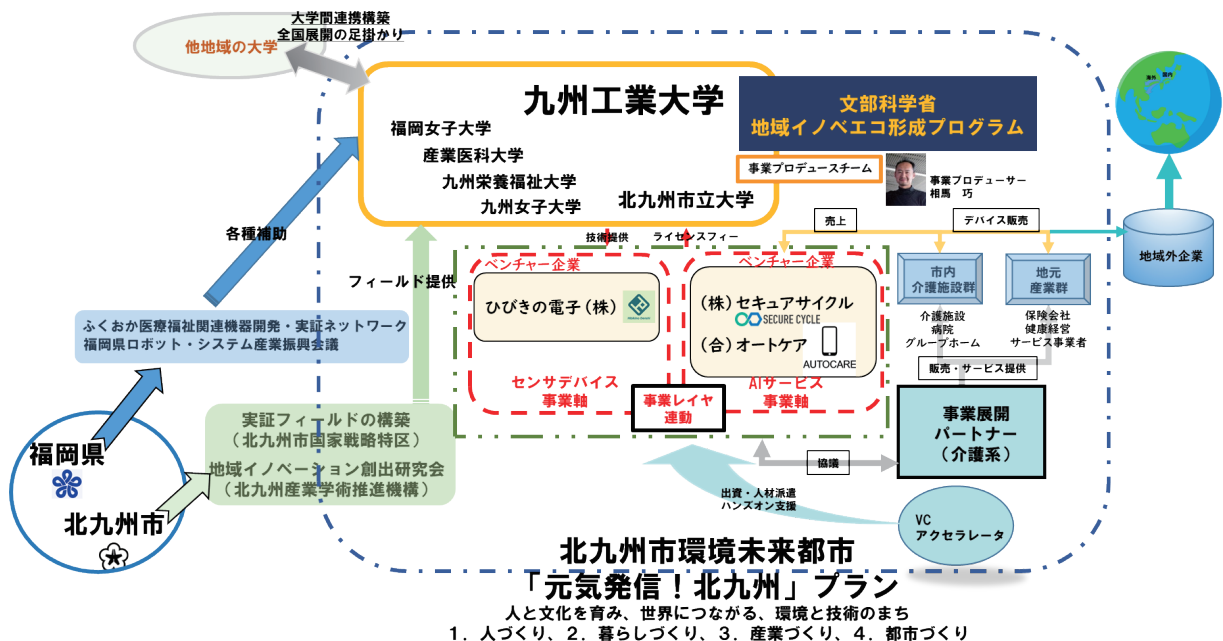 大学間連携構築
全国展開の足掛かり
他地域の大学
九州工業大学
福岡女子大学
産業医科大学
九州栄養福祉大学
九州女子大学
北九州市立大学
文部科学省
地域イノベエコ形成プログラム
事業プロデュースチーム
事業プロデューサー
相馬 巧
海外
国内
地域外企業
各種補助
フィールド提供
技術提供
ライセンスフィー
売上
デバイス販売
ベンチャー企業
ひびきの電子（株）
センサデバイス
事業軸
ベンチャー企業
（株）セキュアサイクル
SECURE CYCLE
（合）オートケア
AUTOCARE
AIサービス
事業軸
事業レイヤ
連動
市内
介護施設群
介護施設
病院
グループホーム
地元
産業群
保険会社
健康経営
サービス事業者
販売・サービス提供
事業展開
パートナー
（介護系）
協議
出資・人材派遣
ハンズオン支援
VC
アクセラレータ
ふくおか医療福祉関連機器開発・実証ネットワーク
福岡県ロボット・システム産業振興会議
実証フィールドの構築
（北九州市国家戦略特区）
地域イノベーション創出研究会
（北九州産業学術推進機構）
福岡県
北九州市
北九州市環境未来都市
「元気発信！北九州」プラン
人と文化を育み、世界につながる、環境と技術のまち
1．人づくり、2．暮らしづくり、3．産業づくり、4．都市づくり